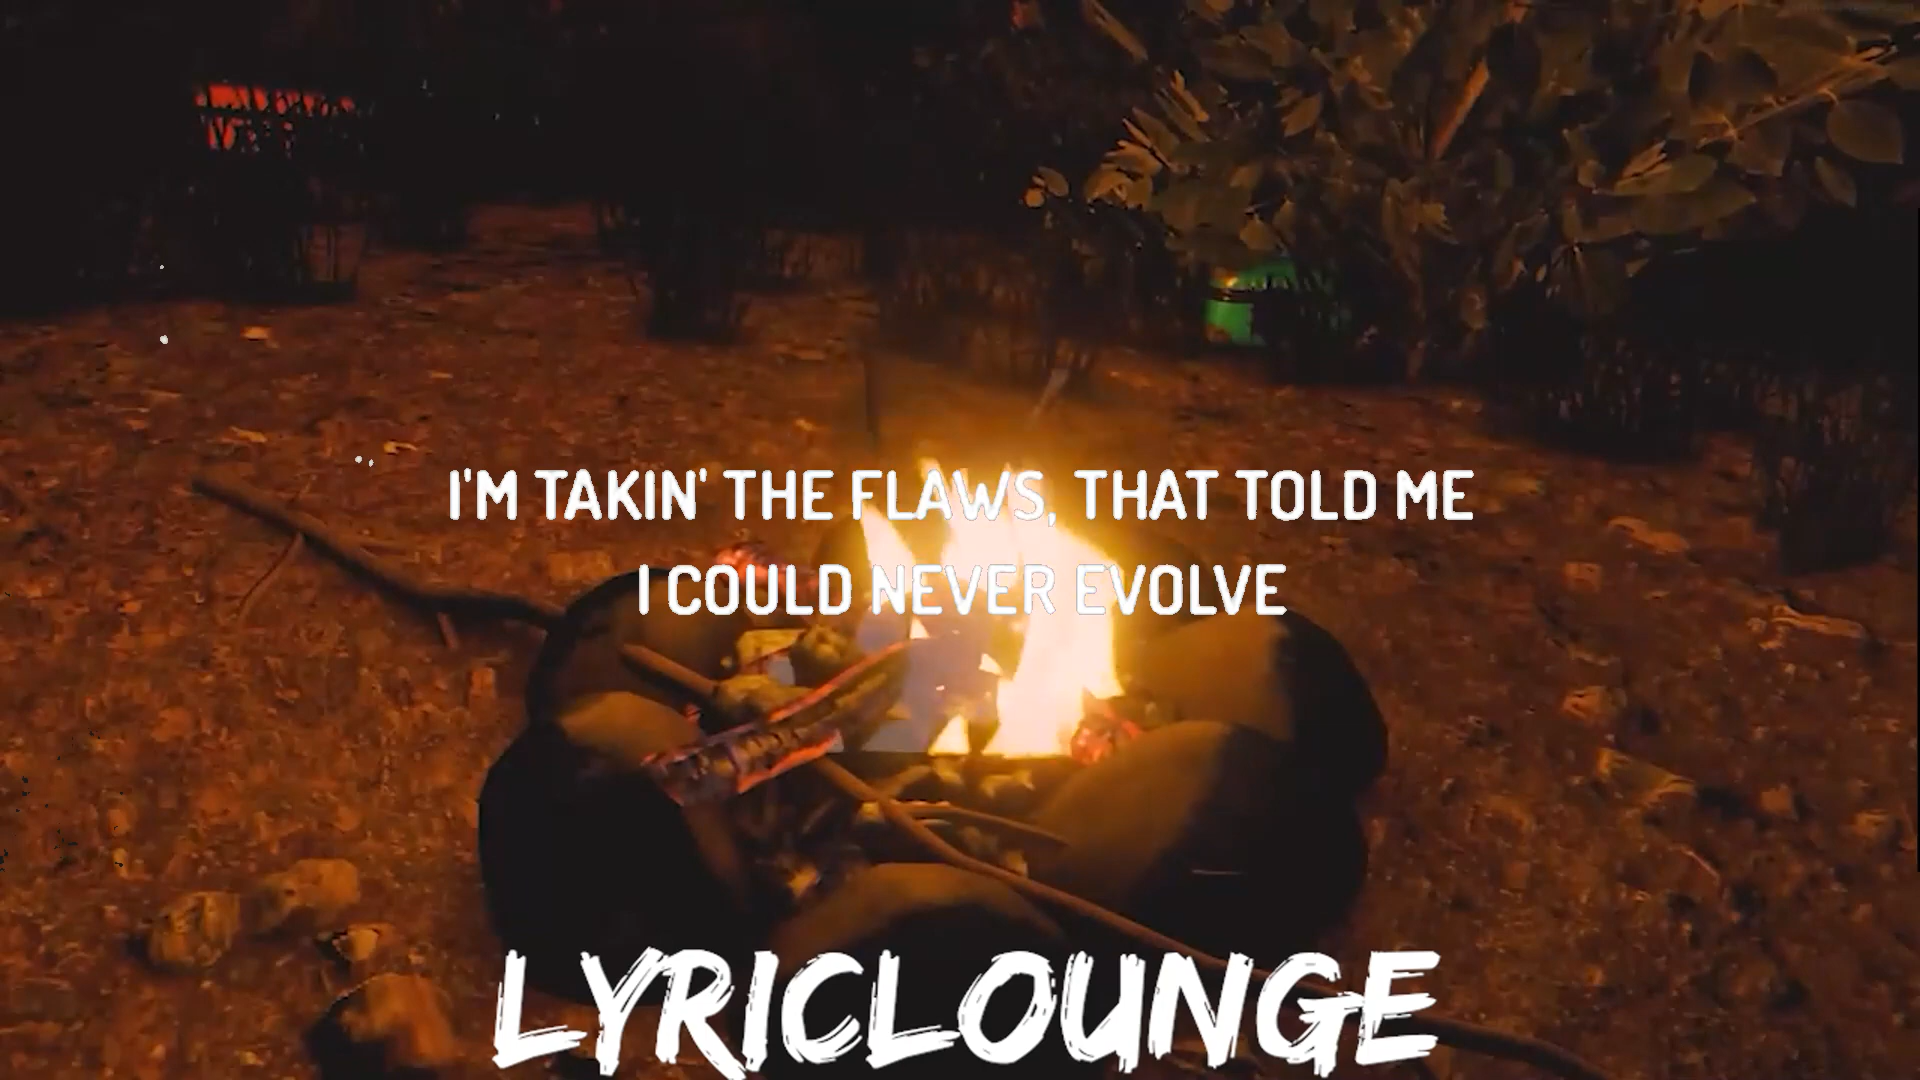 I'M TAKIN' THE FLAWS, THAT TOLD ME
I COULD NEVER EVOLVE
LYRICLOUNGE